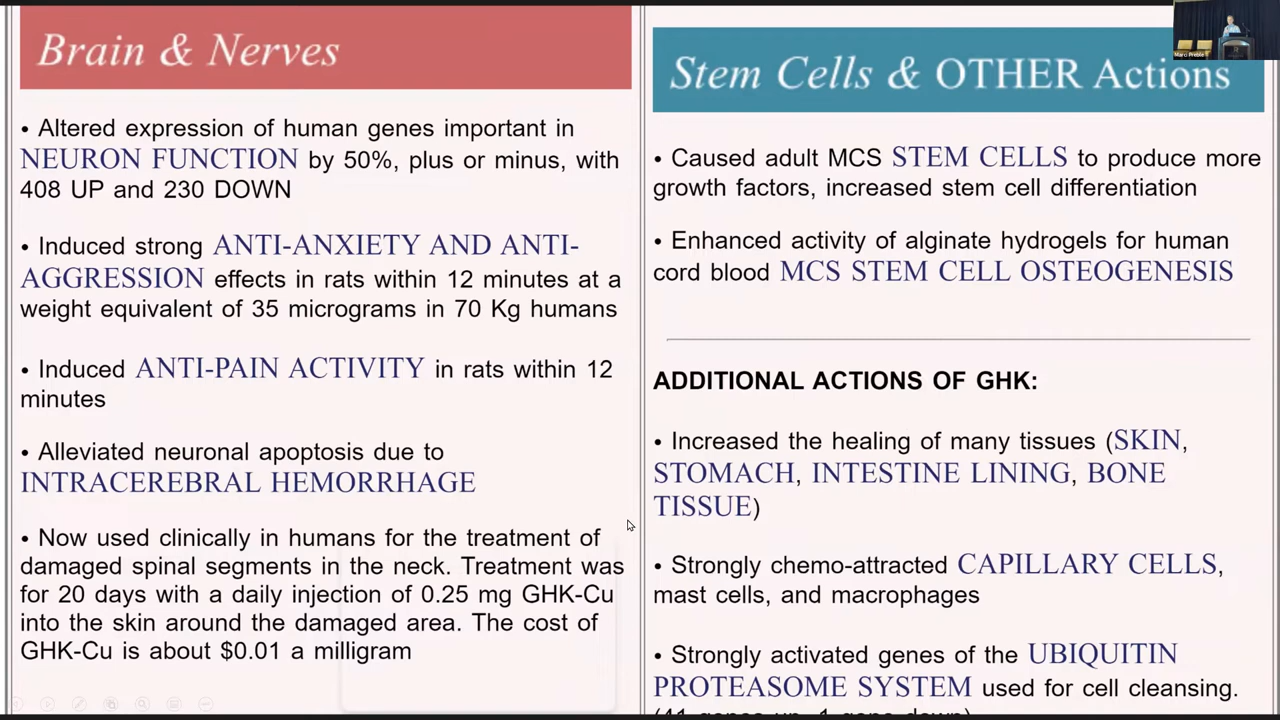 Brain & Nerves
• Altered expression of human genes important in
NEURON FUNCTION by 50%, plus or minus, with
408 UP and 230 DOWN
• Induced strong ANTI-ANXIETY AND ANTI-
AGGRESSION effects in rats within 12 minutes at a
weight equivalent of 35 micrograms in 70 Kg humans
• Induced ANTI-PAIN ACTIVITY in rats within 12
minutes
• Alleviated neuronal apoptosis due to
INTRACEREBRAL HEMORRHAGE
• Now used clinically in humans for the treatment of
damaged spinal segments in the neck. Treatment was
for 20 days with a daily injection of 0.25 mg GHK-Cu
into the skin around the damaged area. The cost of
GHK-Cu is about $0.01 a milligram
Stem Cells & OTHER Actions
• Caused adult MCS STEM CELLS to produce more
growth factors, increased stem cell differentiation
• Enhanced activity of alginate hydrogels for human
cord blood MCS STEM CELL OSTEOGENESIS
ADDITIONAL ACTIONS OF GHK:
• Increased the healing of many tissues (SKIN,
STOMACH, INTESTINE LINING, BONE
TISSUE)
• Strongly chemo-attracted CAPILLARY CELLS,
mast cells, and macrophages
• Strongly activated genes of the UBIQUITIN
PROTEASOME SYSTEM used for cell cleansing.
(41 genes up, 1 gene down)